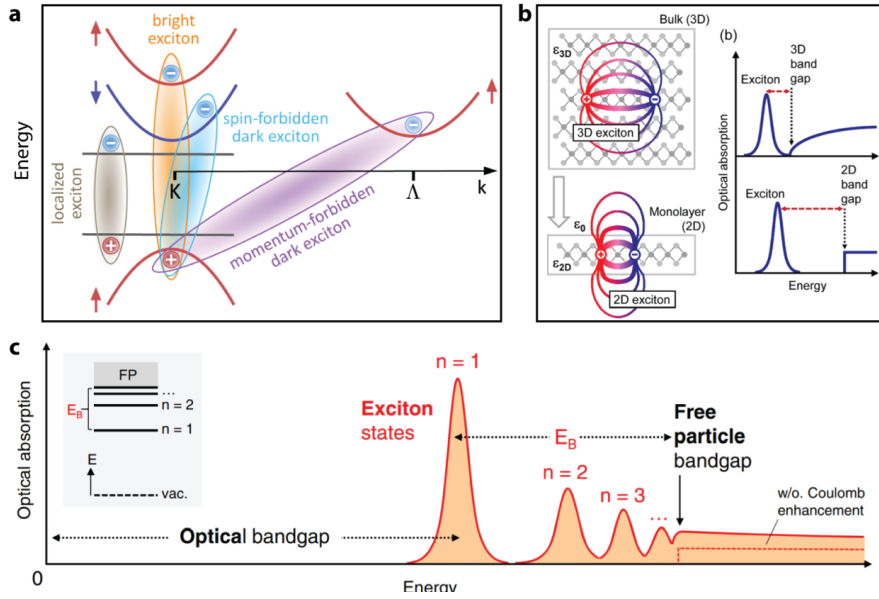 a
bright
exciton
spin-forbidden
dark exciton
Energy
localized
exciton
K
Λ
k
momentum-forbidden
dark exciton
b
Bulk (3D)
ε3D
3D exciton
Monolayer
(2D)
ε0
ε2D
2D exciton
(b)
3D
band
gap
Exciton
Optical absorption
2D
band
gap
Exciton
Energy
c
Optical absorption
FP
...
EB
n = 2
n = 1
E
vac.
n = 1
Exciton
states
EB
Free
particle
bandgap
n = 2
n = 3
...
w/o. Coulomb
enhancement
Optical bandgap
0
Energy